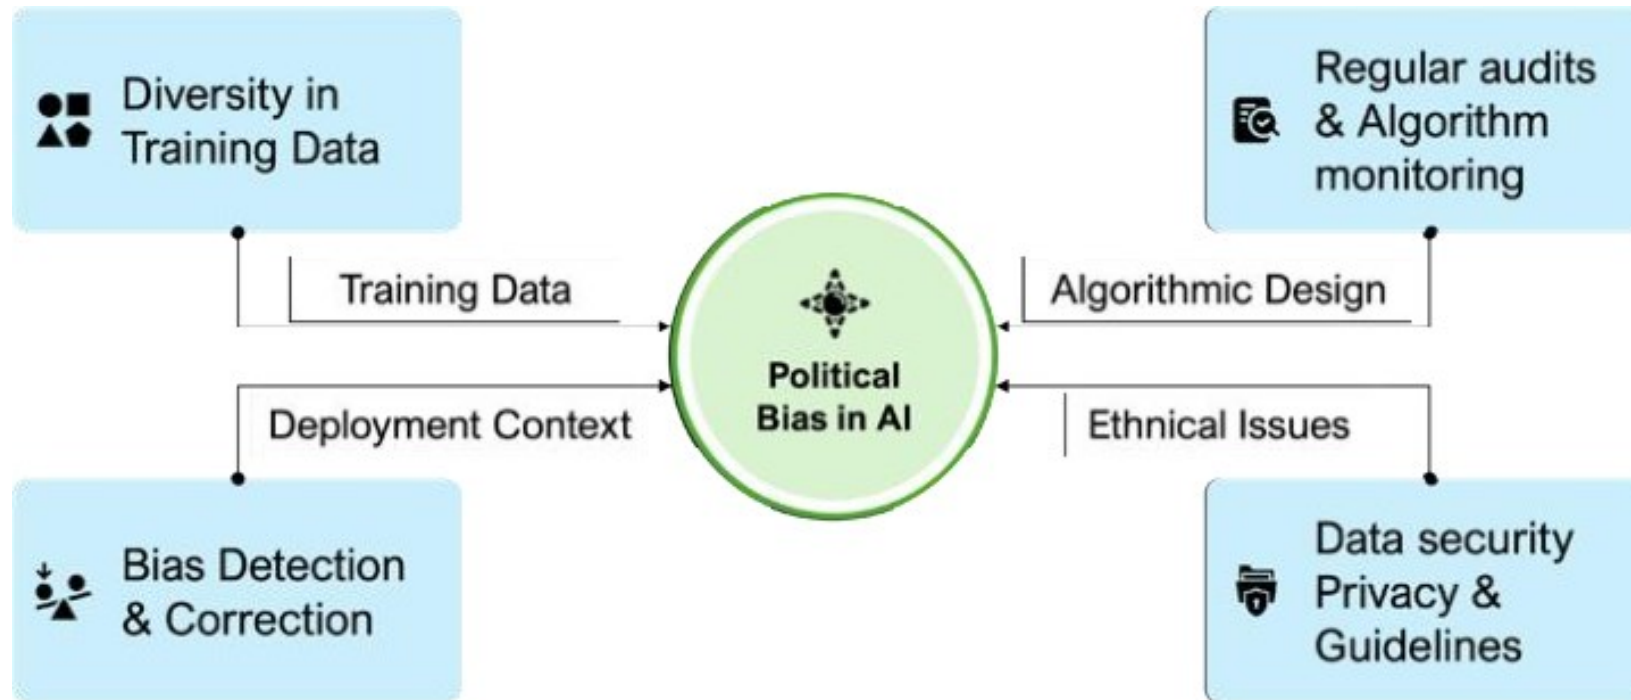 Diversity in
Training Data
Regular audits
& Algorithm
monitoring
Training Data
Algorithmic Design
Political
Bias in AI
Deployment Context
Ethnical Issues
Bias Detection
& Correction
Data security
Privacy &
Guidelines